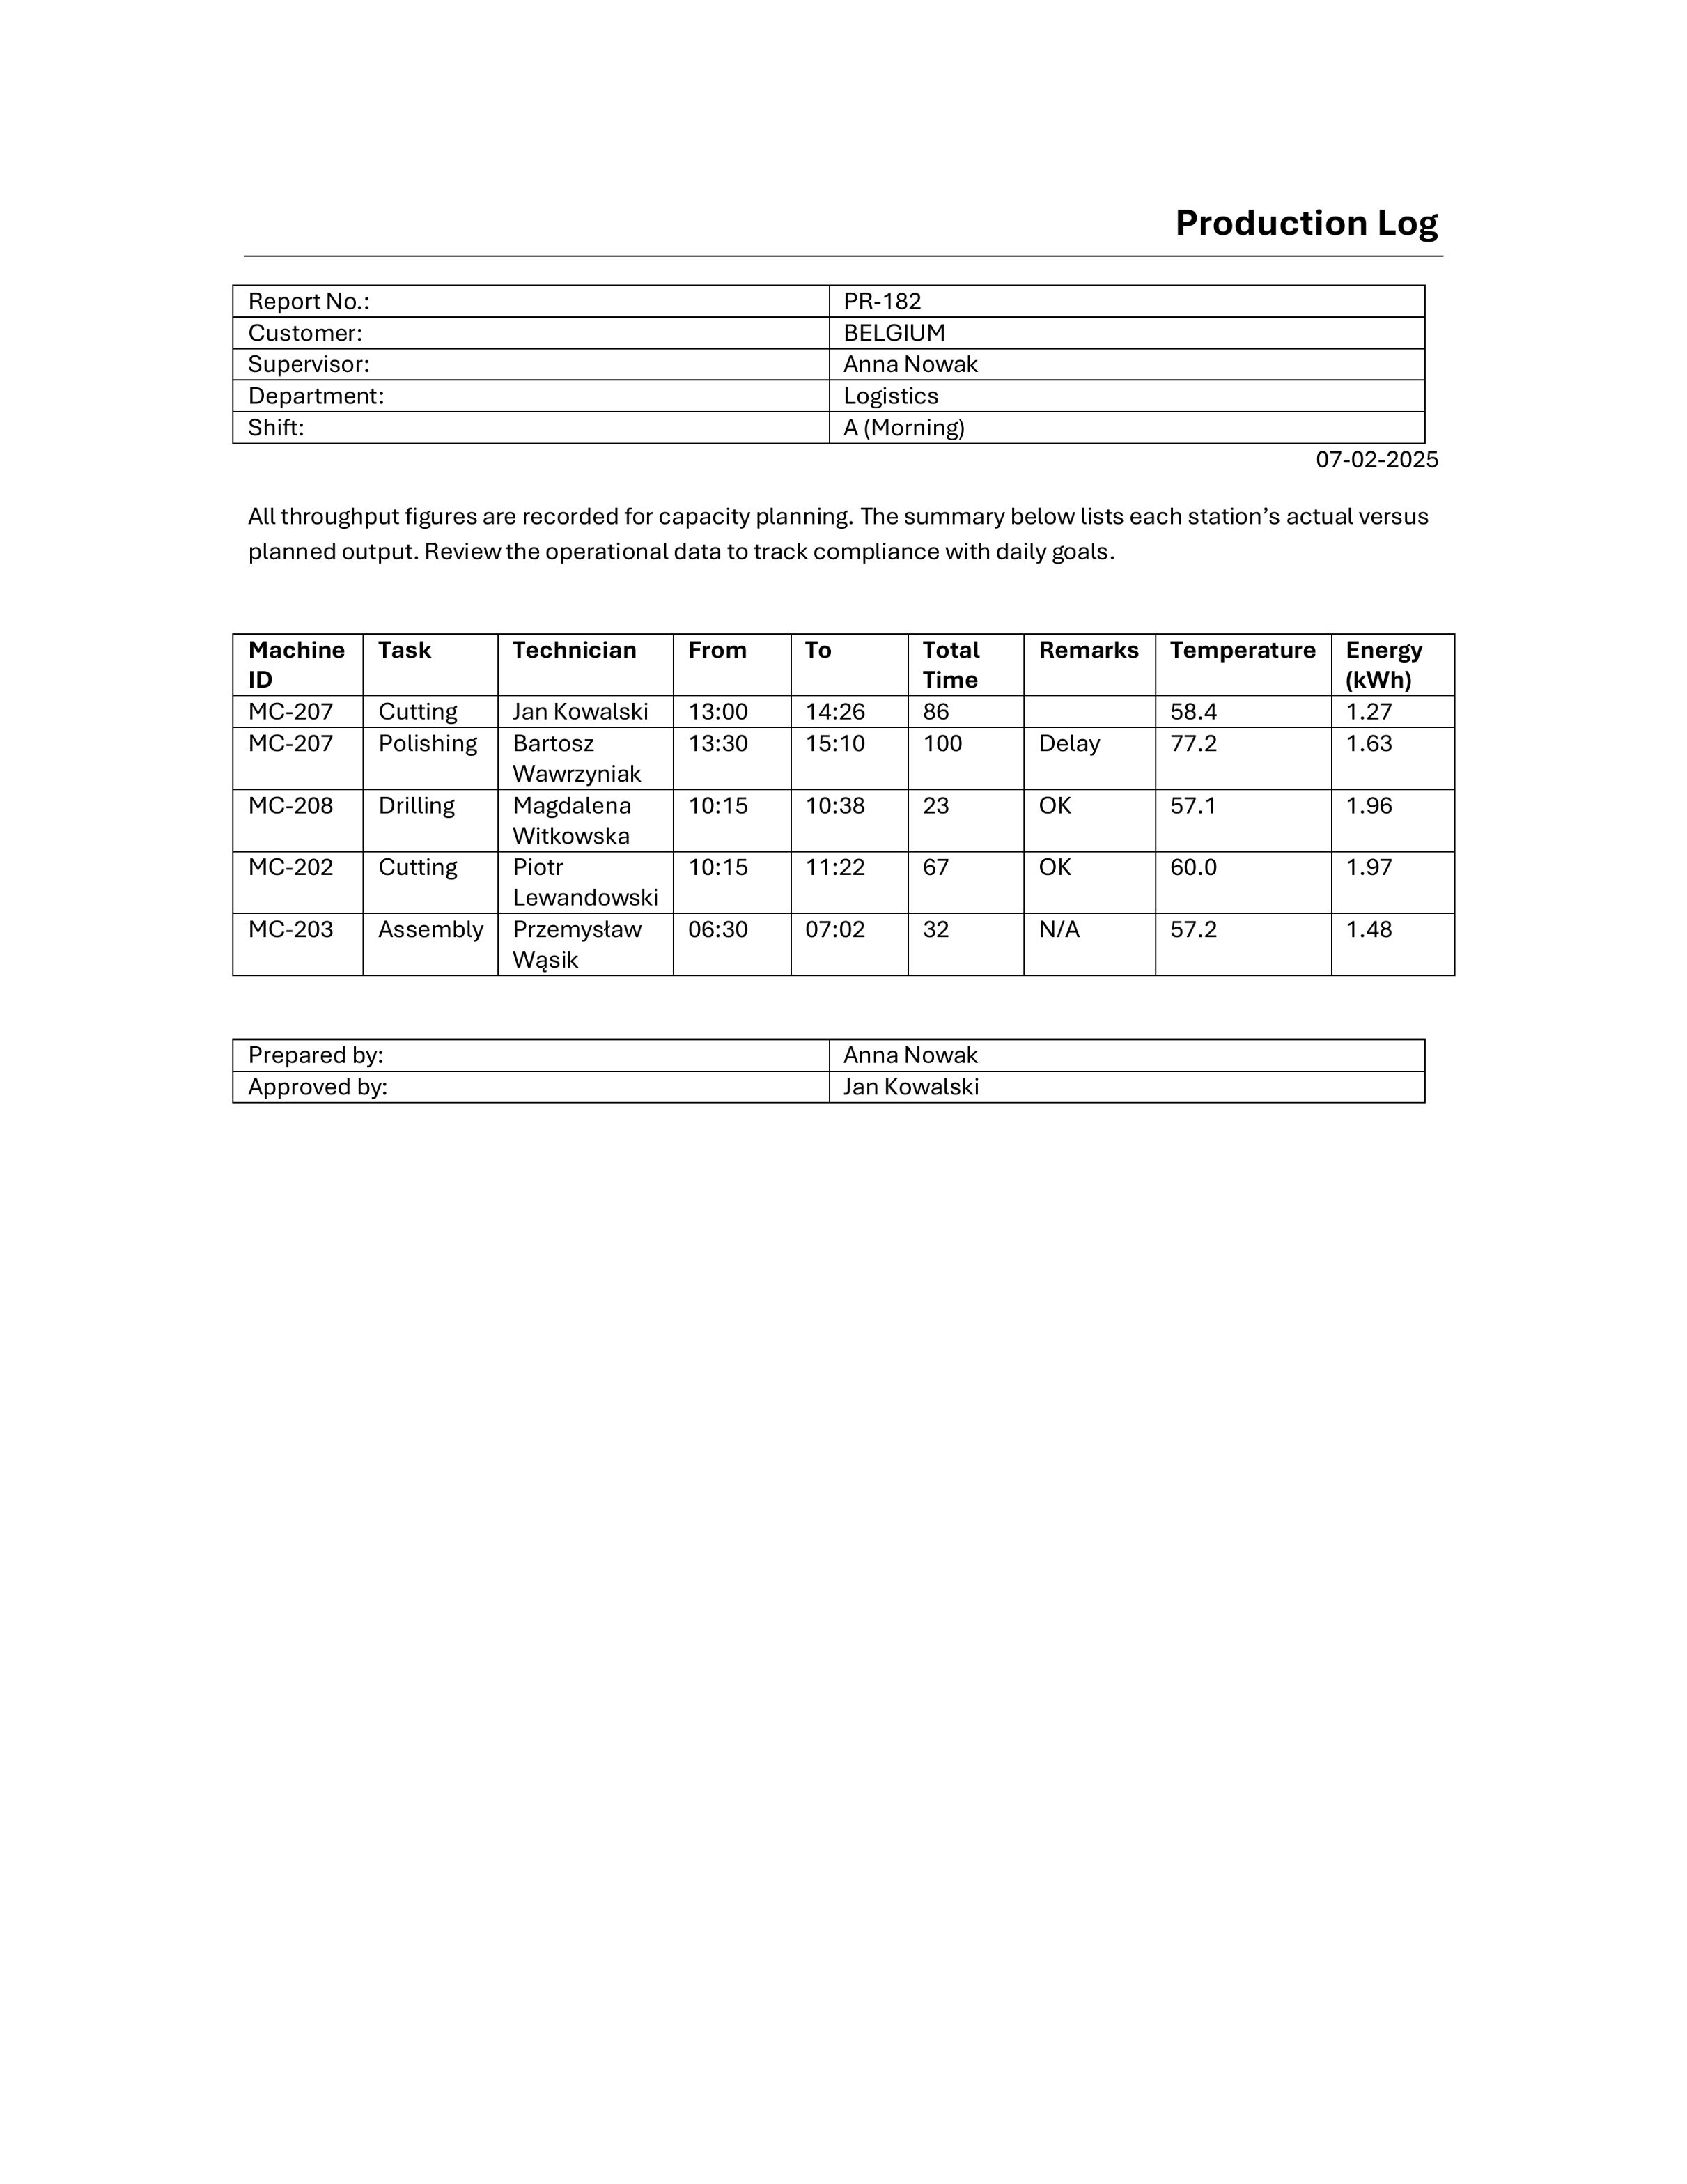 Production Log
Report No.: PR-182
Customer: BELGIUM
Supervisor: Anna Nowak
Department: Logistics
Shift: A (Morning)
07-02-2025
All throughput figures are recorded for capacity planning. The summary below lists each station’s actual versus
planned output. Review the operational data to track compliance with daily goals.
Machine ID Task Technician From To Total Time Remarks Temperature Energy (kWh)
MC-207 Cutting Jan Kowalski 13:00 14:26 86 58.4 1.27
MC-207 Polishing Bartosz Wawrzyniak 13:30 15:10 100 Delay 77.2 1.63
MC-208 Drilling Magdalena Witkowska 10:15 10:38 23 OK 57.1 1.96
MC-202 Cutting Piotr Lewandowski 10:15 11:22 67 OK 60.0 1.97
MC-203 Assembly Przemysław Wąsik 06:30 07:02 32 N/A 57.2 1.48
Prepared by: Anna Nowak
Approved by: Jan Kowalski